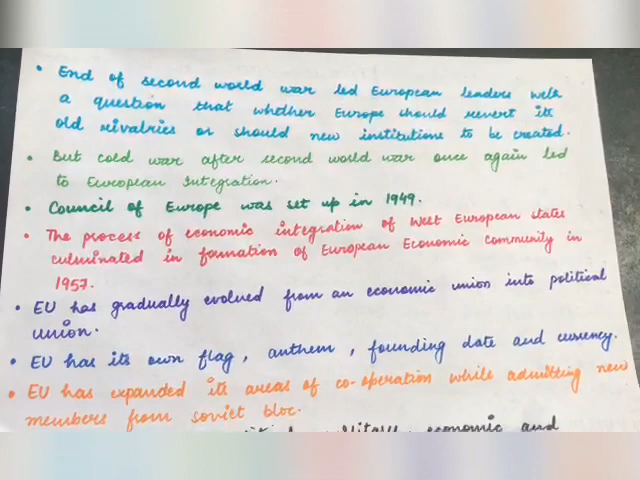 • End of second world war led European leaders with
a question that whether Europe should revert its
old rivalries or should new institutions to be created.
• But cold war after second world war once again led
to European Integration.
• Council of Europe was set up in 1949.
• The process of economic integration of West European states
culminated in formation of European Economic community in
1957.
• EU has gradually evolved from an economic union into political
union.
• EU has its own flag, anthem, founding date and currency.
• EU has expanded its areas of co-operation while admitting new
members from soviet bloc.
economic and